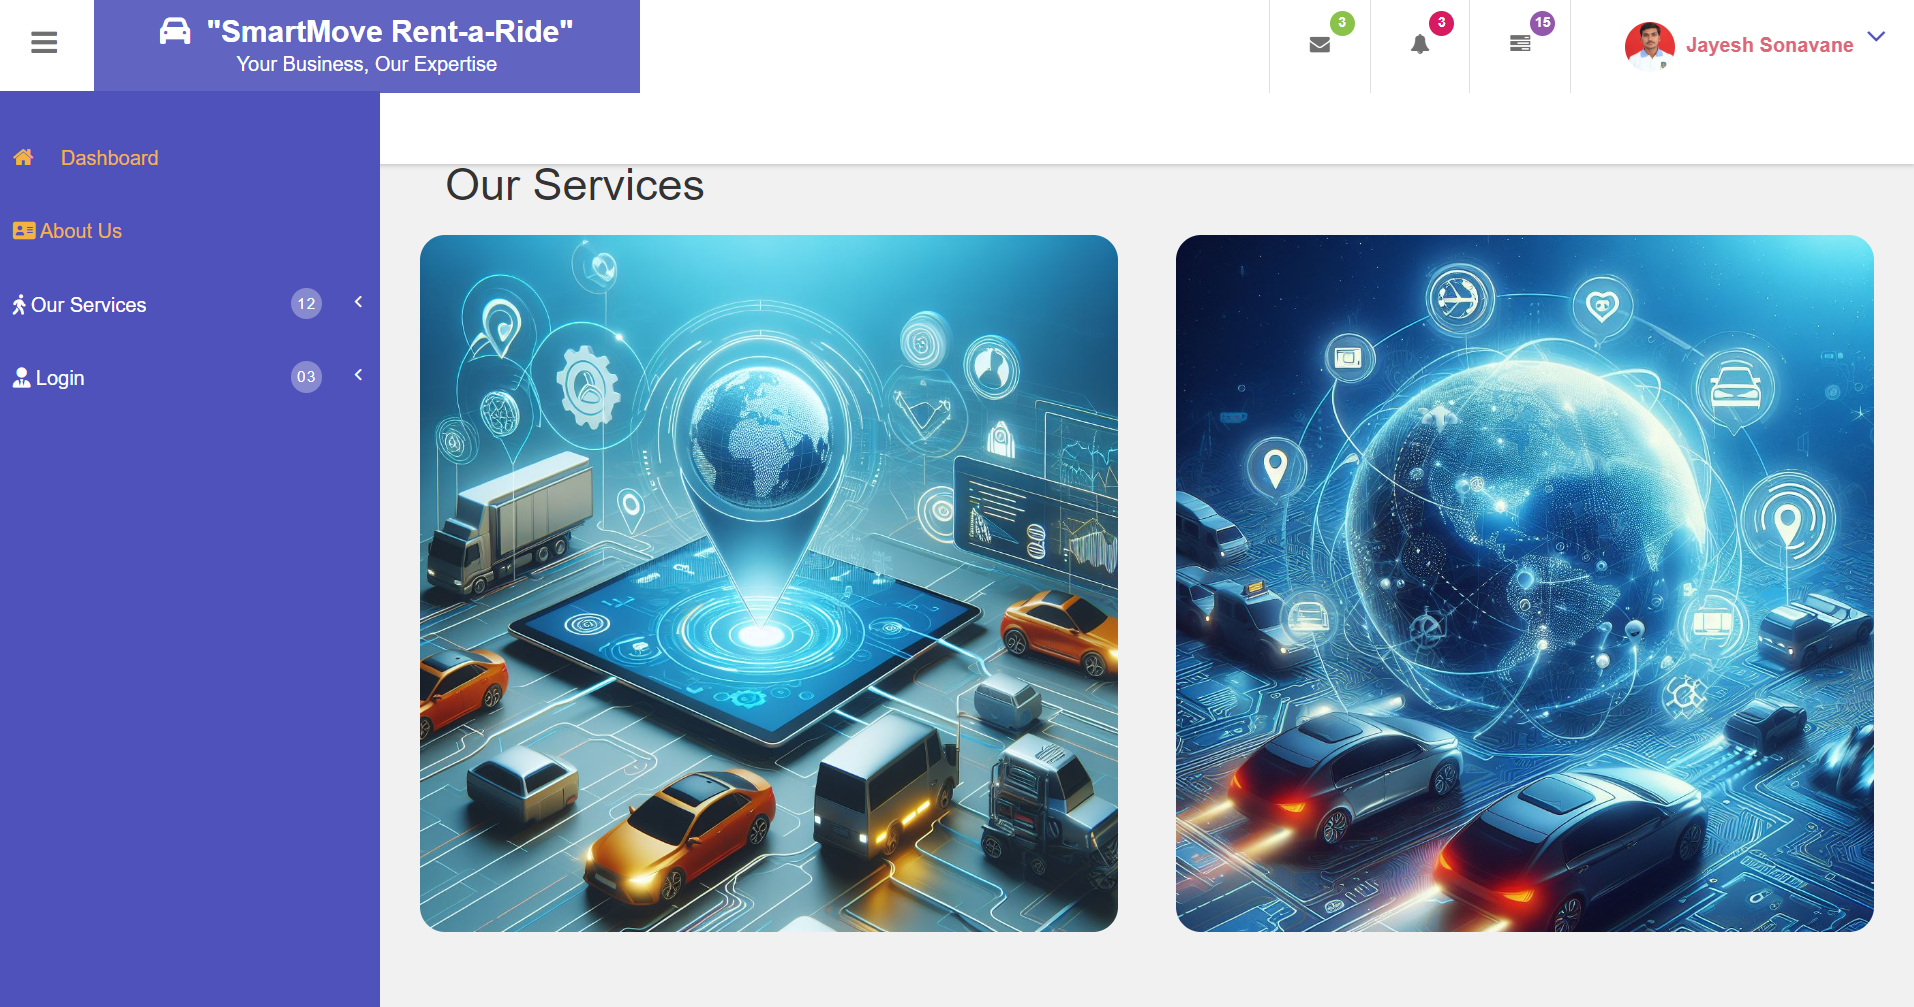 "SmartMove Rent-a-Ride"
Your Business, Our Expertise
3
3
15
Jayesh Sonavane
Dashboard
About Us
Our Services 12
Login 03
Our Services